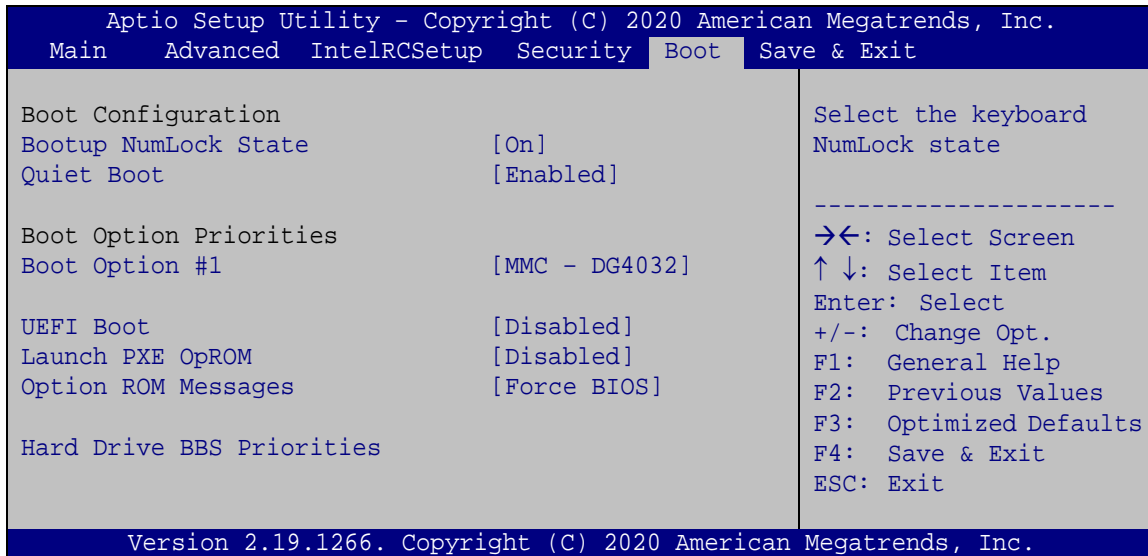 Aptio Setup Utility – Copyright (C) 2020 American Megatrends, Inc.
Main Advanced IntelRCSetup Security Boot Save & Exit
Boot Configuration
Bootup NumLock State [On]
Quiet Boot [Enabled]
Boot Option Priorities
Boot Option #1 [MMC – DG4032]
UEFI Boot [Disabled]
Launch PXE OpROM [Disabled]
Option ROM Messages [Force BIOS]
Hard Drive BBS Priorities
Select the keyboard
NumLock state
---------------------
→←: Select Screen
↑ ↓: Select Item
Enter: Select
+/-: Change Opt.
F1: General Help
F2: Previous Values
F3: Optimized Defaults
F4: Save & Exit
ESC: Exit
Version 2.19.1266. Copyright (C) 2020 American Megatrends, Inc.